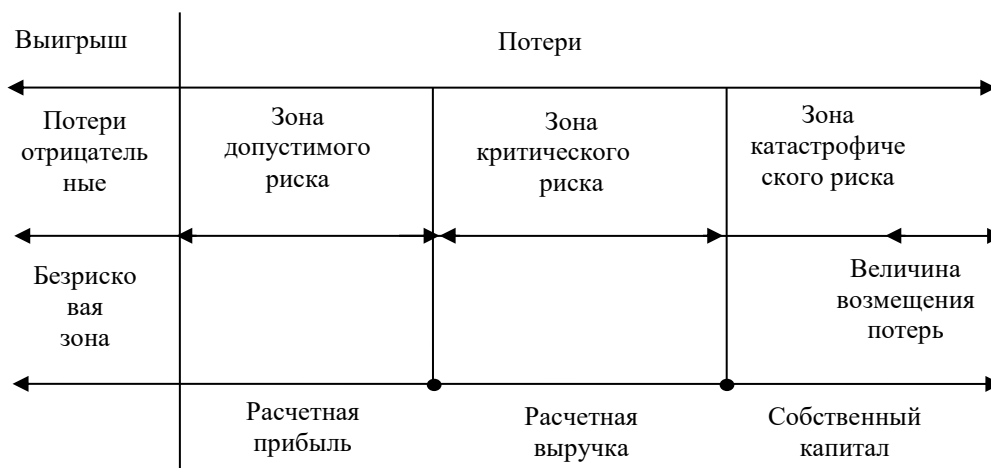 Выигрыш
Потери
Потери
отрицатель
ные
Зона
допустимого
риска
Зона
критического
риска
Зона
катастрофиче
ского риска
Безриско
вая
зона
Величина
возмещения
потерь
Расчетная
прибыль
Расчетная
выручка
Собственный
капитал